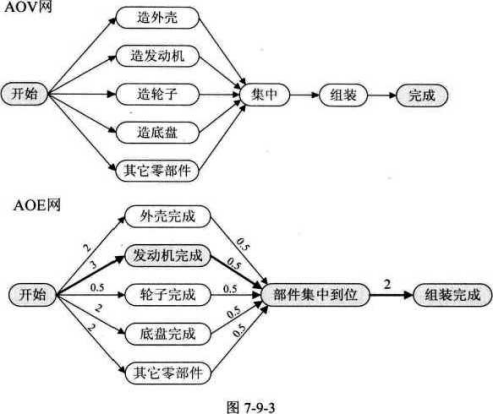 AOV网
造外壳
造发动机
开始
造轮子
集中
组装
完成
造底盘
其它零部件
AOE网
外壳完成
2
0.5
发动机完成
3
0.5
开始
0.5
轮子完成
0.5
部件集中到位
2
组装完成
2
底盘完成
0.5
2
其它零部件
0.5
图 7-9-3